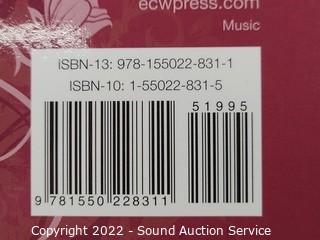 ecwpress.com
Music
ISBN-13: 978-155022-831-1
ISBN-10: 1-55022-831-5
51995
9 781550 228311
Copyright 2022 - Sound Auction Service